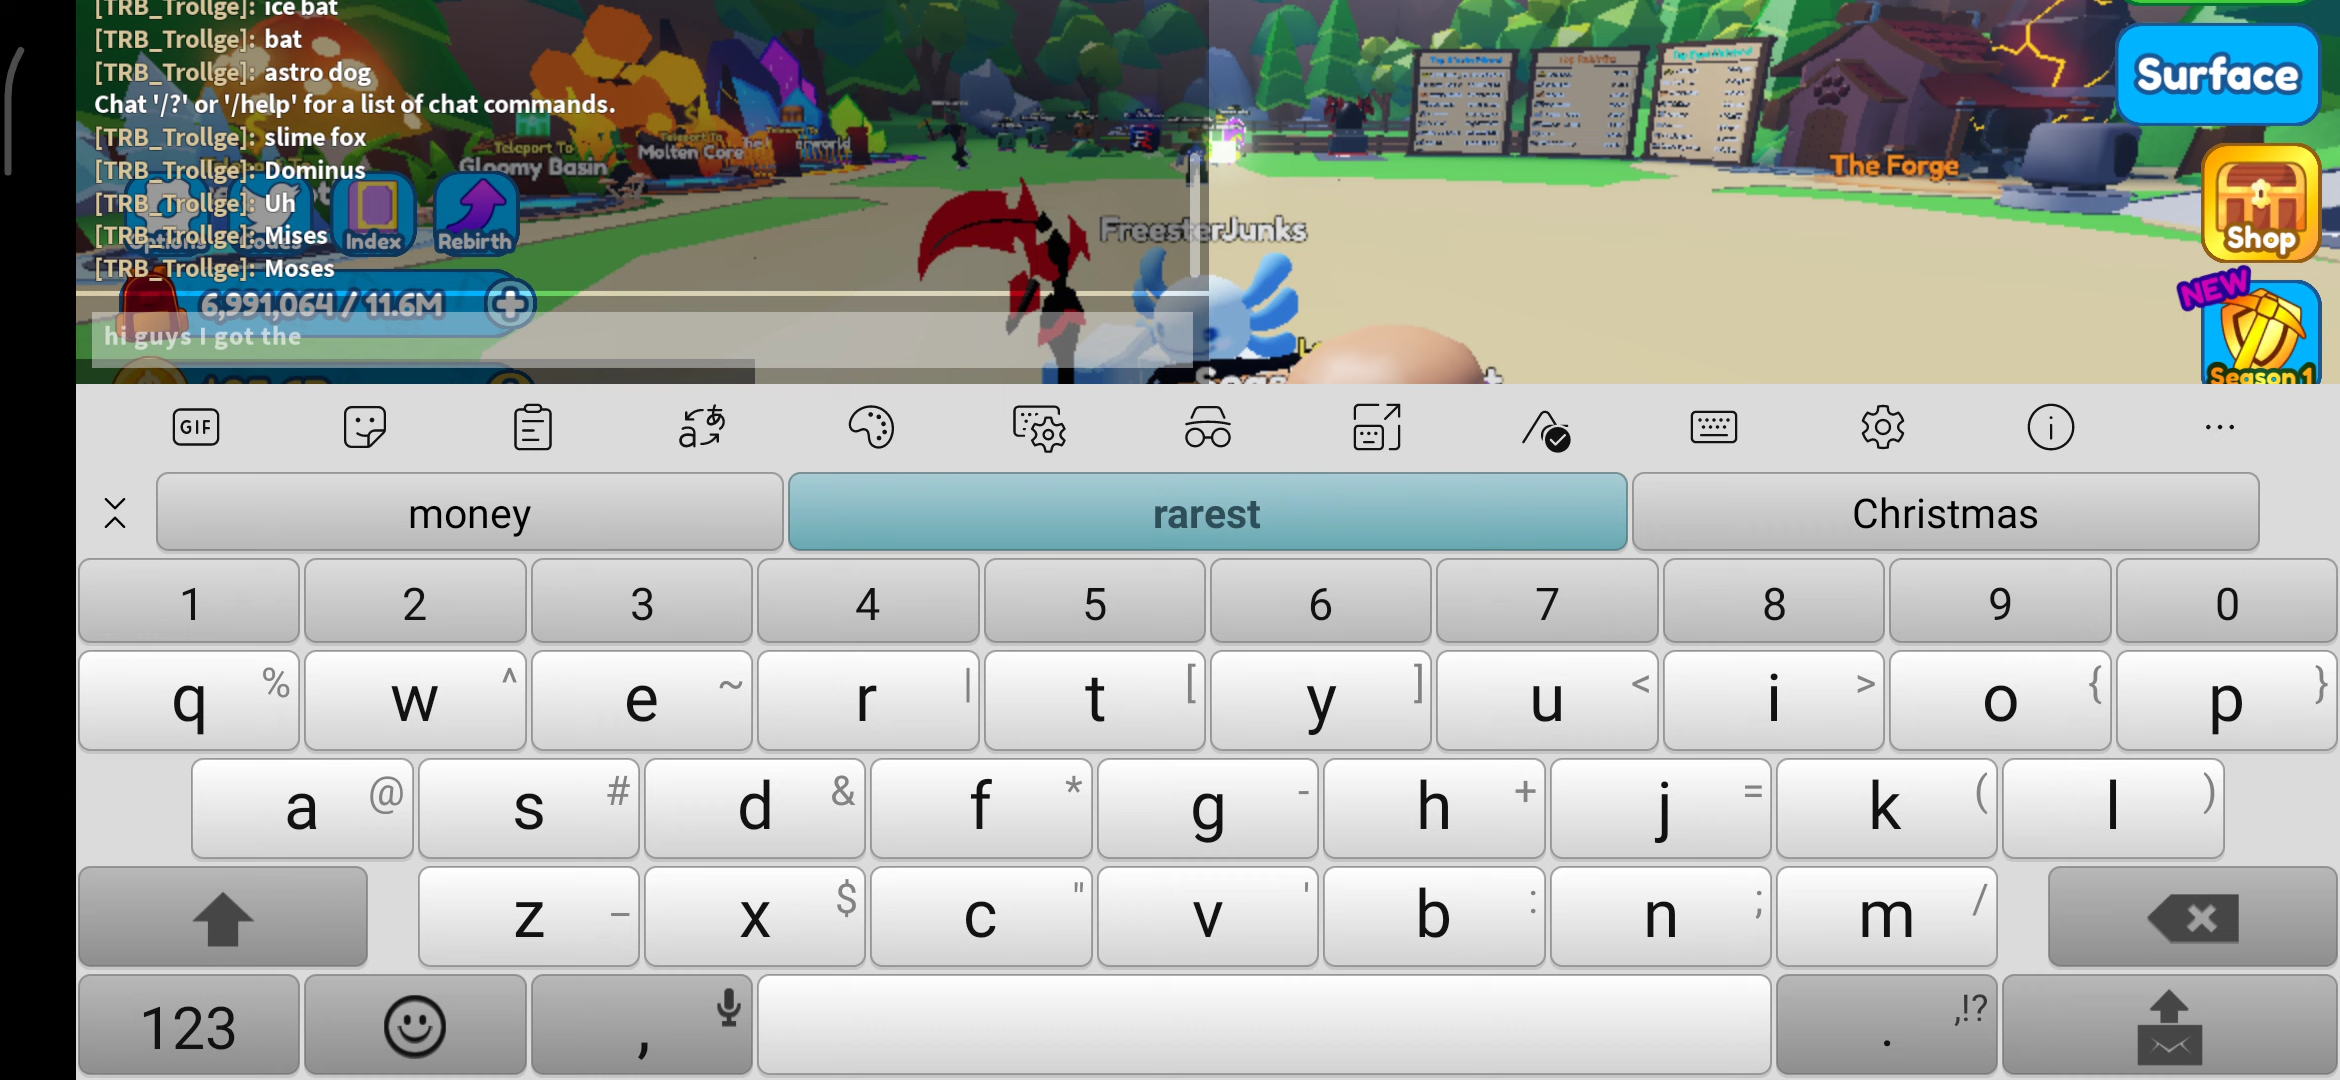 [TRB_Trollge]: ice bat
[TRB_Trollge]: bat
[TRB_Trollge]: astro dog
Chat '/?' or '/help' for a list of chat commands.
[TRB_Trollge]: slime fox
[TRB_Trollge]: Dominus
[TRB_Trollge]: Uh
[TRB_Trollge]: Mises
[TRB_Trollge]: Moses
Teleport To
Gloomy Basin
Teleport To
Molten Core
Options
Index
Rebirth
6,991,064 / 11.6M
hi guys I got the
FreesterJunks
The Forge
Surface
Shop
NEW
Season 1
GIF
money
rarest
Christmas
1 2 3 4 5 6 7 8 9 0
q % w ^ e ~ r | t [ y ] u < i > o { p }
a @ s # d & f * g - h + j = k ( l )
z _ x $ c " v ' b : n ; m /
123 , . ,!?